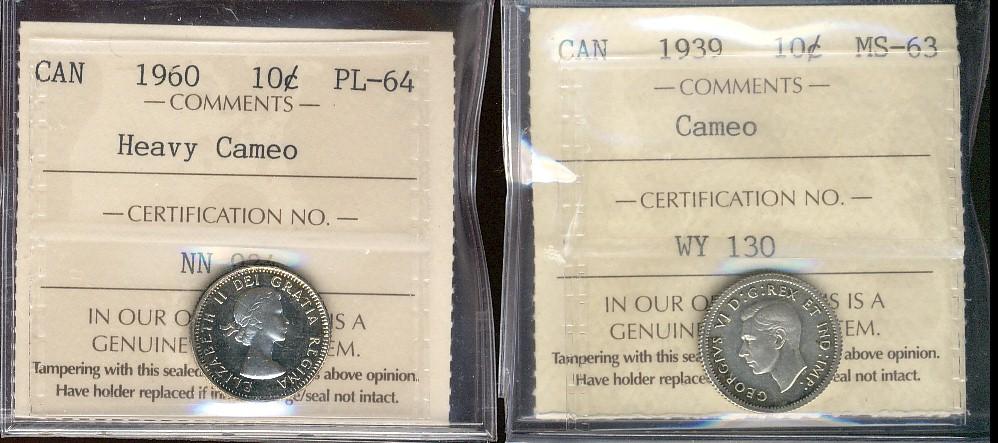 CAN 1960 10¢ PL-64
— COMMENTS —
Heavy Cameo
— CERTIFICATION NO. —
NN
IN OUR IS A
GENUINE EM.
Tampering with this sealed above opinion.
Have holder replaced if /seal not intact.
ELIZABETH II DEI GRATIA REGINA
CAN 1939 10¢ MS-63
— COMMENTS —
Cameo
— CERTIFICATION NO. —
WY 130
IN OUR IS A
GENUINE EM.
Tampering with this above opinion.
Have holder replace seal not intact.
GEORGIVS VI D:G:REX ET IND:IMP: